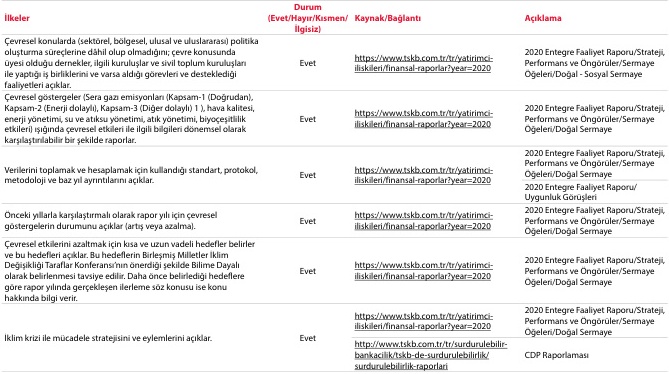 İlkeler
Durum
(Evet/Hayır/Kısmen/
İlgisiz)
Kaynak/Bağlantı
Açıklama
Çevresel konularda (sektörel, bölgesel, ulusal ve uluslararası) politika
oluşturma süreçlerine dâhil olup olmadığını; çevre konusunda
üyesi olduğu dernekler, ilgili kuruluşlar ve sivil toplum kuruluşları
ile yaptığı iş birliklerini ve varsa aldığı görevleri ve desteklediği
faaliyetleri açıklar.
Evet
https://www.tskb.com.tr/tr/yatirimci-
iliskileri/finansal-raporlar?year=2020
2020 Entegre Faaliyet Raporu/Strateji,
Performans ve Öngörüler/Sermaye
Öğeleri/Doğal - Sosyal Sermaye
Çevresel göstergeler (Sera gazı emisyonları (Kapsam-1 (Doğrudan),
Kapsam-2 (Enerji dolaylı), Kapsam-3 (Diğer dolaylı) 1 ), hava kalitesi,
enerji yönetimi, su ve atıksu yönetimi, atık yönetimi, biyoçeşitlilik
etkileri) ışığında çevresel etkileri ile ilgili bilgileri dönemsel olarak
karşılaştırılabilir bir şekilde raporlar.
Evet
https://www.tskb.com.tr/tr/yatirimci-
iliskileri/finansal-raporlar?year=2020
2020 Entegre Faaliyet Raporu/Strateji,
Performans ve Öngörüler/Sermaye
Öğeleri/Doğal Sermaye
Verilerini toplamak ve hesaplamak için kullandığı standart, protokol,
metodoloji ve baz yıl ayrıntılarını açıklar.
Evet
https://www.tskb.com.tr/tr/yatirimci-
iliskileri/finansal-raporlar?year=2020
2020 Entegre Faaliyet Raporu/Strateji,
Performans ve Öngörüler/Sermaye
Öğeleri/Doğal Sermaye
2020 Entegre Faaliyet Raporu/
Uygunluk Görüşleri
Önceki yıllarla karşılaştırmalı olarak rapor yılı için çevresel
göstergelerin durumunu açıklar (artış veya azalma).
Evet
https://www.tskb.com.tr/tr/yatirimci-
iliskileri/finansal-raporlar?year=2020
2020 Entegre Faaliyet Raporu/Strateji,
Performans ve Öngörüler/Sermaye
Öğeleri/Doğal Sermaye
Çevresel etkilerini azaltmak için kısa ve uzun vadeli hedefler belirler
ve bu hedefleri açıklar. Bu hedeflerin Birleşmiş Milletler İklim
Değişikliği Taraflar Konferansı'nın önerdiği şekilde Bilime Dayalı
olarak belirlenmesi tavsiye edilir. Daha önce belirlediği hedeflere
göre rapor yılında gerçekleşen ilerleme söz konusu ise konu
hakkında bilgi verir.
Evet
https://www.tskb.com.tr/tr/yatirimci-
iliskileri/finansal-raporlar?year=2020
2020 Entegre Faaliyet Raporu/Strateji,
Performans ve Öngörüler/Sermaye
Öğeleri/Doğal Sermaye
İklim krizi ile mücadele stratejisini ve eylemlerini açıklar.
Evet
https://www.tskb.com.tr/tr/yatirimci-
iliskileri/finansal-raporlar?year=2020
2020 Entegre Faaliyet Raporu/Strateji,
Performans ve Öngörüler/Sermaye
Öğeleri/Doğal Sermaye
http://www.tskb.com.tr/tr/surdurulebilir-
bankacilik/tskb-de-surdurulebilirlik/
surdurulebilirlik-raporlari
CDP Raporlaması